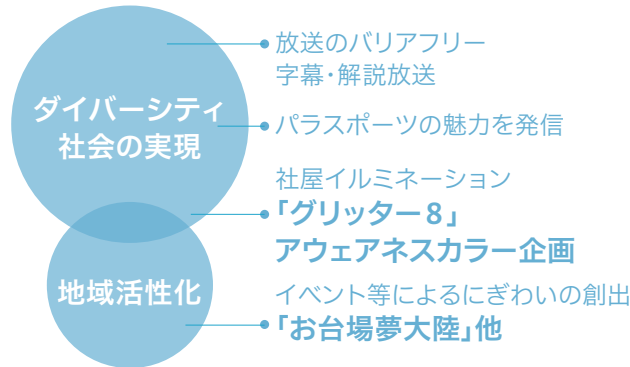 ダイバーシティ
社会の実現
放送のバリアフリー
字幕・解説放送
パラスポーツの魅力を発信
社屋イルミネーション
「グリッター8」
アウェアネスカラー企画
地域活性化
イベント等によるにぎわいの創出
「お台場夢大陸」他